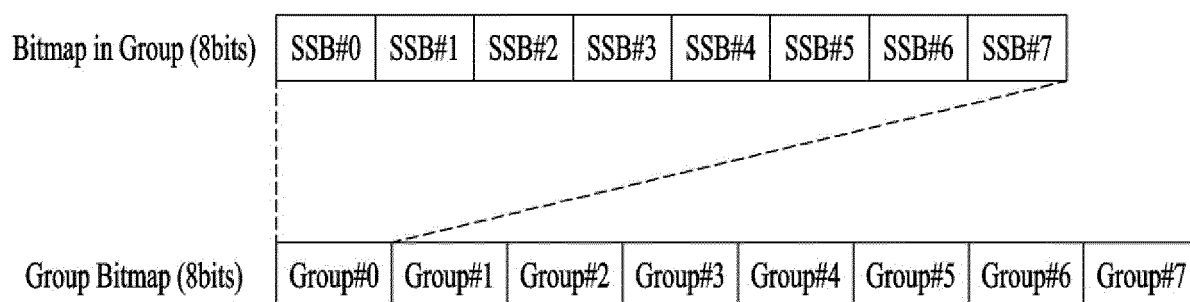 Bitmap in Group (8bits) SSB#0 SSB#1 SSB#2 SSB#3 SSB#4 SSB#5 SSB#6 SSB#7
Group Bitmap (8bits) Group#0 Group#1 Group#2 Group#3 Group#4 Group#5 Group#6 Group#7